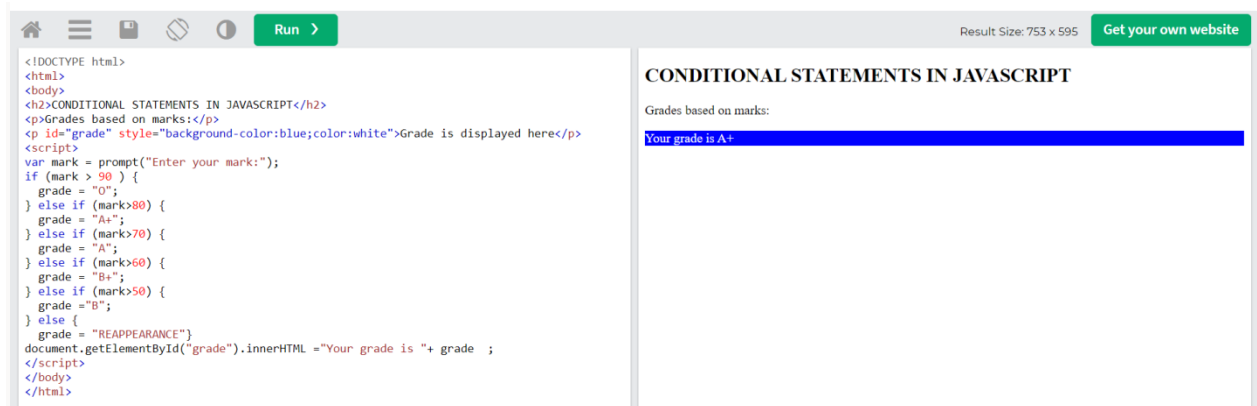 Run ❯
Result Size: 753 x 595
Get your own website
<!DOCTYPE html>
<html>
<body>
<h2>CONDITIONAL STATEMENTS IN JAVASCRIPT</h2>
<p>Grades based on marks:</p>
<p id="grade" style="background-color:blue;color:white">Grade is displayed here</p>
<script>
var mark = prompt("Enter your mark:");
if (mark > 90 ) {
  grade = "O";
} else if (mark>80) {
  grade = "A+";
} else if (mark>70) {
  grade = "A";
} else if (mark>60) {
  grade = "B+";
} else if (mark>50) {
  grade ="B";
} else {
  grade = "REAPPEARANCE"}
document.getElementById("grade").innerHTML ="Your grade is "+ grade  ;
</script>
</body>
</html>
CONDITIONAL STATEMENTS IN JAVASCRIPT
Grades based on marks:
Your grade is A+